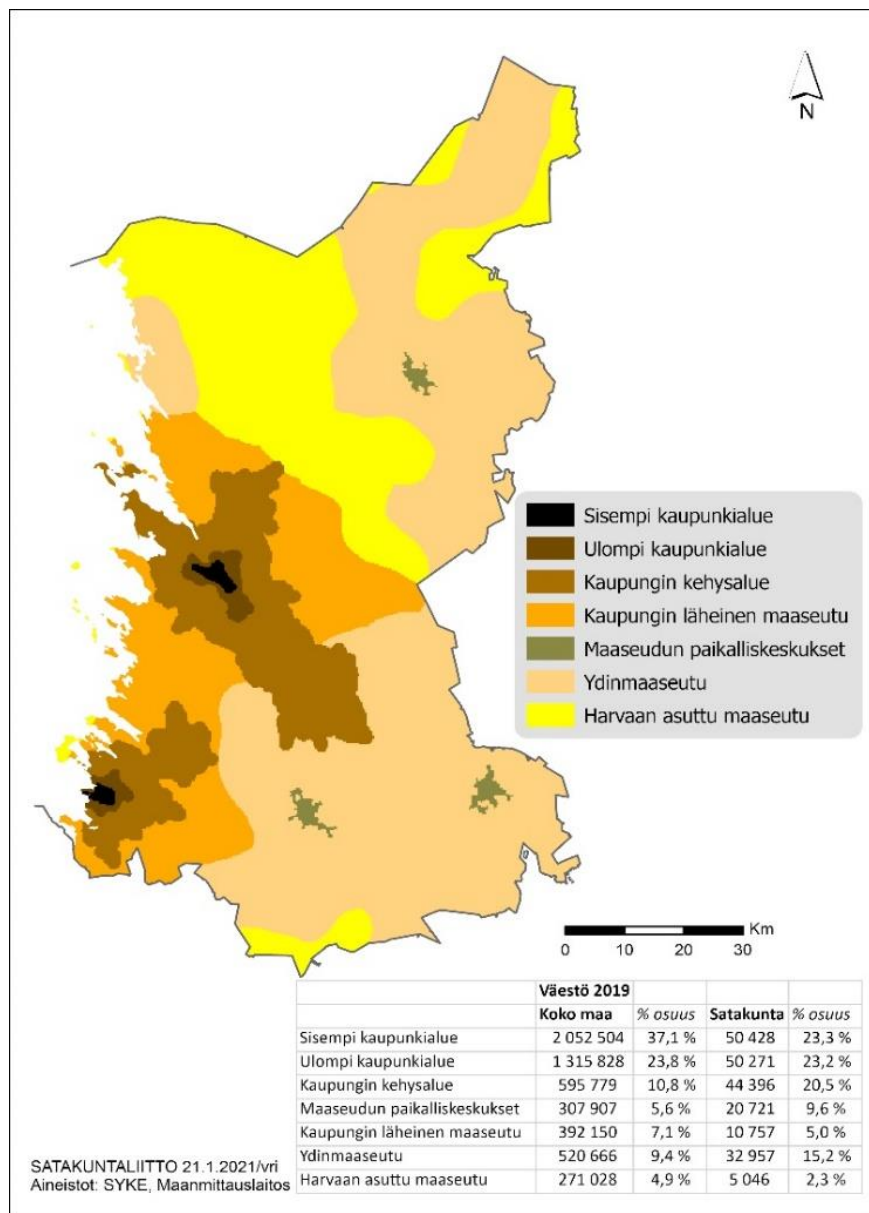 N
Sisempi kaupunkialue
Ulompi kaupunkialue
Kaupungin kehysalue
Kaupungin läheinen maaseutu
Maaseudun paikalliskeskukset
Ydinmaaseutu
Harvaan asuttu maaseutu
Km
0 10 20 30
Väestö 2019
Koko maa % osuus Satakunta % osuus
Sisempi kaupunkialue 2 052 504 37,1 % 50 428 23,3 %
Ulompi kaupunkialue 1 315 828 23,8 % 50 271 23,2 %
Kaupungin kehysalue 595 779 10,8 % 44 396 20,5 %
Maaseudun paikalliskeskukset 307 907 5,6 % 20 721 9,6 %
Kaupungin läheinen maaseutu 392 150 7,1 % 10 757 5,0 %
Ydinmaaseutu 520 666 9,4 % 32 957 15,2 %
Harvaan asuttu maaseutu 271 028 4,9 % 5 046 2,3 %
SATAKUNTALIITTO 21.1.2021/vri
Aineistot: SYKE, Maanmittauslaitos